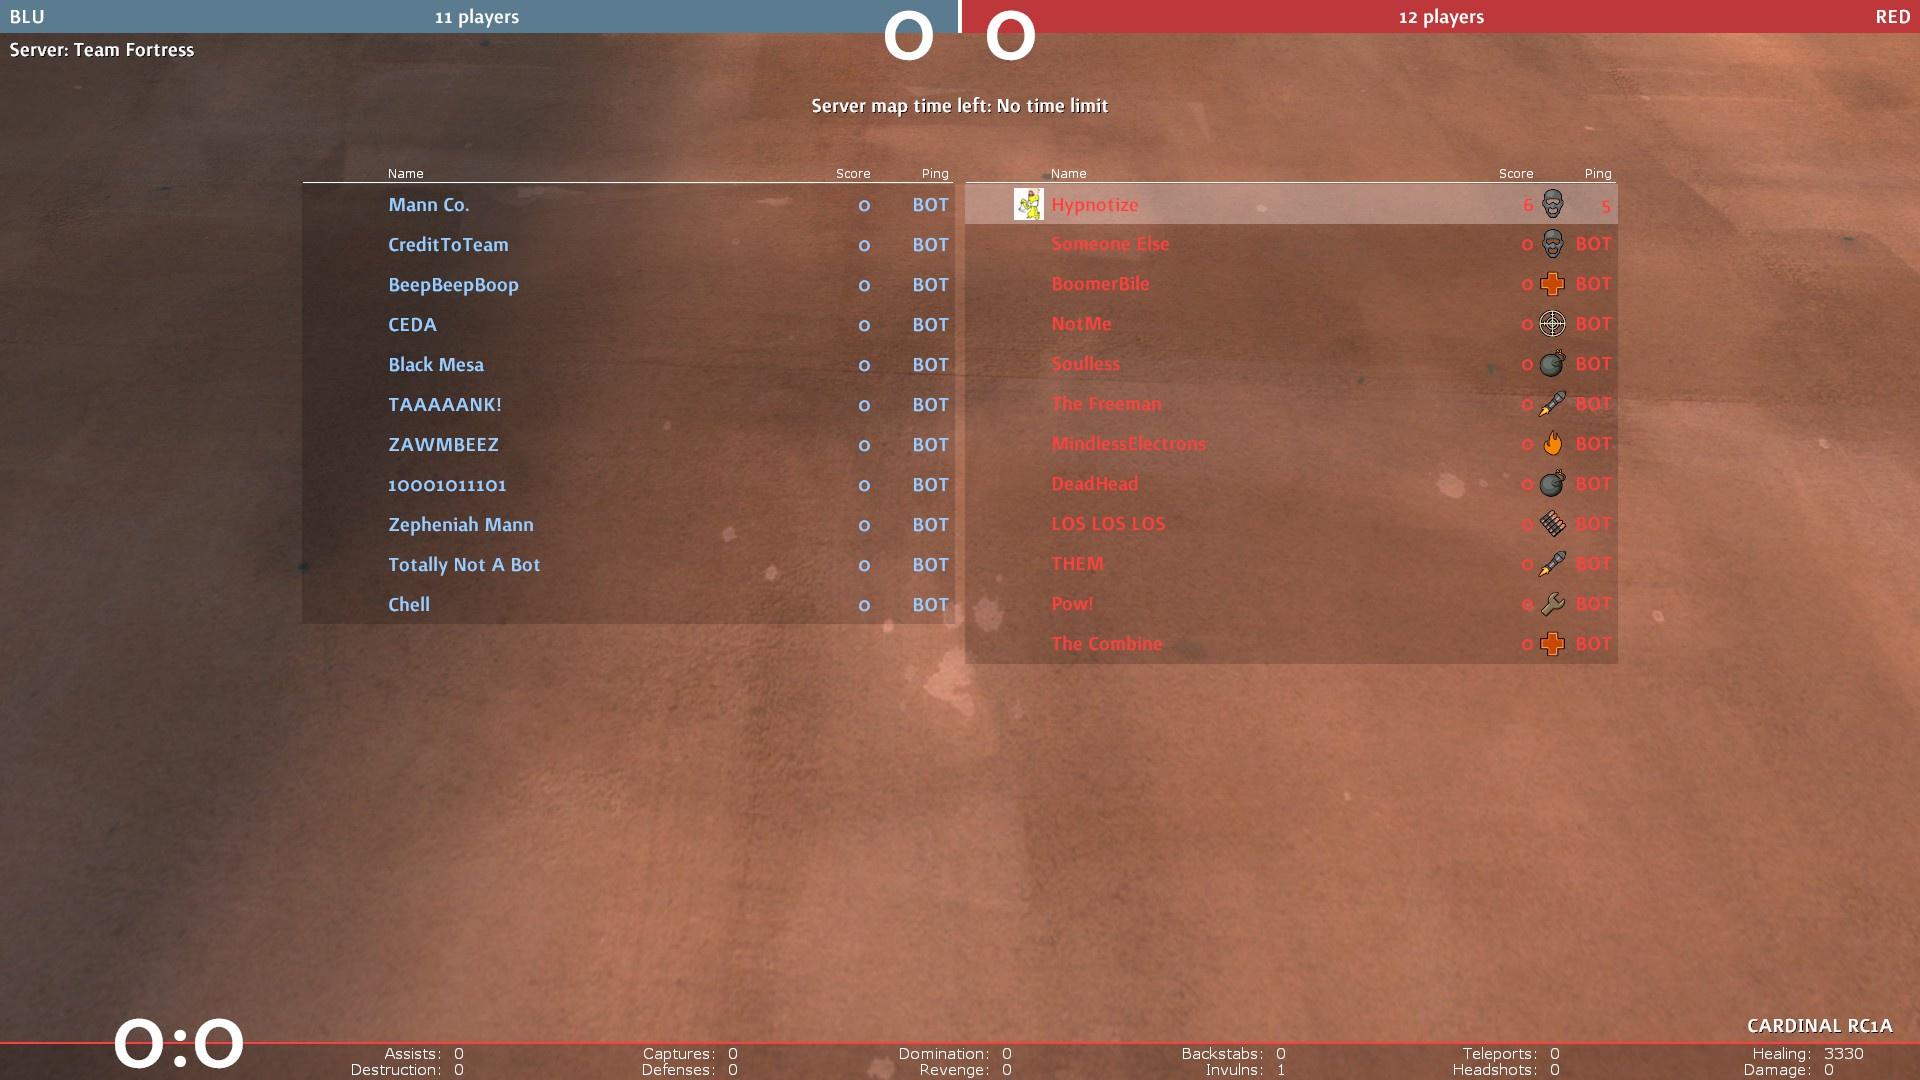 BLU 11 players 0 0 12 players RED
Server: Team Fortress
Server map time left: No time limit
Name Score Ping
Mann Co. 0 BOT
CreditToTeam 0 BOT
BeepBeepBoop 0 BOT
CEDA 0 BOT
Black Mesa 0 BOT
TAAAAANK! 0 BOT
ZAWMBEEZ 0 BOT
10001011101 0 BOT
Zepheniah Mann 0 BOT
Totally Not A Bot 0 BOT
Chell 0 BOT
Name Score Ping
Hypnotize 6 5
Someone Else 0 BOT
BoomerBile 0 BOT
NotMe 0 BOT
Soulless 0 BOT
The Freeman 0 BOT
MindlessElectrons 0 BOT
DeadHead 0 BOT
LOS LOS LOS 0 BOT
THEM 0 BOT
Pow! 0 BOT
The Combine 0 BOT
CARDINAL RC1A
0:0
Assists: 0 Captures: 0 Domination: 0 Backstabs: 0 Teleports: 0 Healing: 3330
Destruction: 0 Defenses: 0 Revenge: 0 Invulns: 1 Headshots: 0 Damage: 0